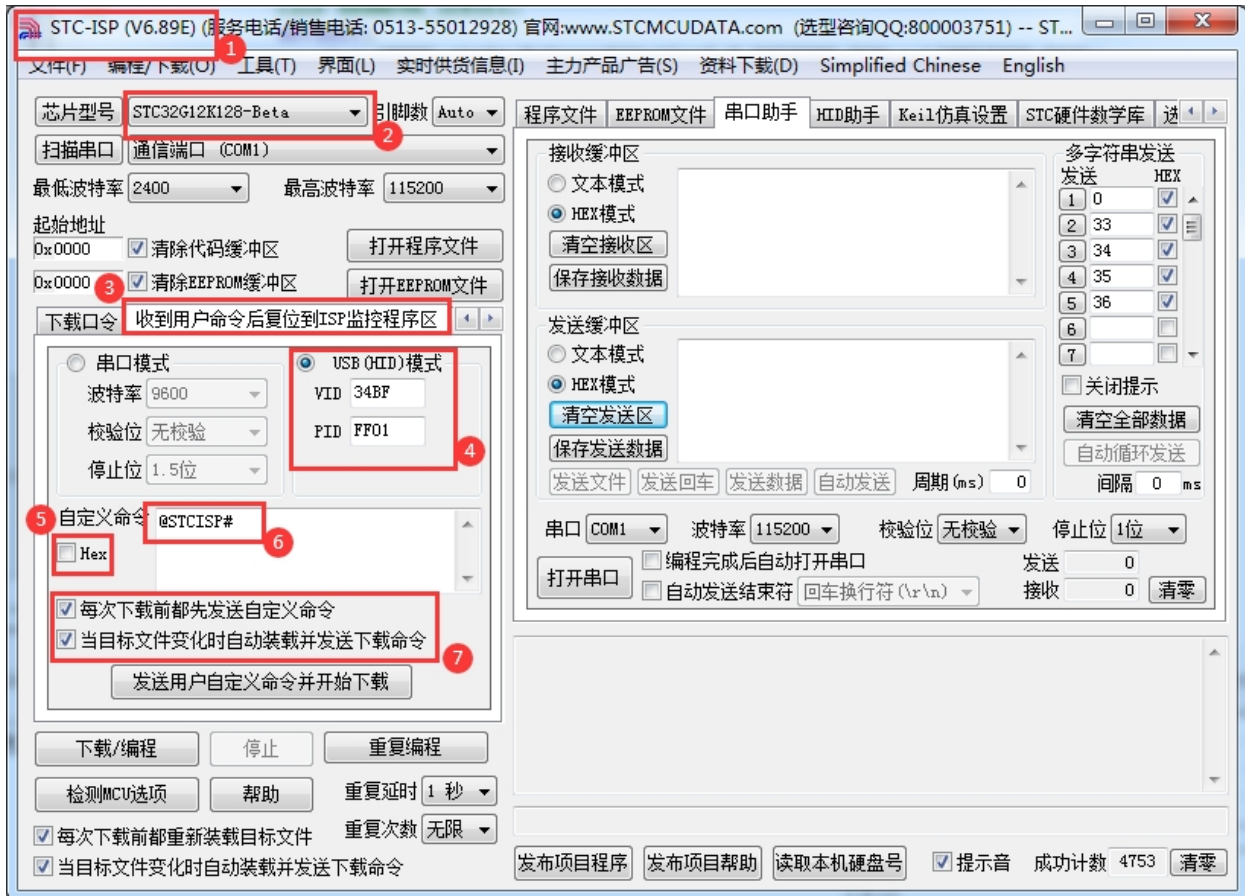 STC-ISP (V6.89E) (服务电话/销售电话: 0513-55012928) 官网:www.STCMCUDATA.com (选型咨询QQ:800003751) -- ST...
1
文件(F) 编程/下载(O) 工具(T) 界面(L) 实时供货信息(I) 主力产品广告(S) 资料下载(D) Simplified Chinese English
芯片型号 STC32G12K128-Beta 引脚数 Auto
2
扫描串口 通信端口 (COM1)
最低波特率 2400 最高波特率 115200
起始地址
0x0000 清除代码缓冲区 打开程序文件
0x0000 清除EEPROM缓冲区 打开EEPROM文件
3
下载口令 收到用户命令后复位到ISP监控程序区
串口模式 USB(HID)模式
波特率 9600 VID 34BF
校验位 无校验 PID FF01
4
停止位 1.5位
5
自定义命令 @STCISP#
6
Hex
每次下载前都先发送自定义命令
当目标文件变化时自动装载并发送下载命令
7
发送用户自定义命令并开始下载
下载/编程 停止 重复编程
检测MCU选项 帮助 重复延时 1 秒
每次下载前都重新装载目标文件 重复次数 无限
当目标文件变化时自动装载并发送下载命令
程序文件 EEPROM文件 串口助手 HID助手 Keil仿真设置 STC硬件数学库 选
接收缓冲区
文本模式
HEX模式
清空接收区
保存接收数据
发送缓冲区
文本模式
HEX模式
清空发送区
保存发送数据
发送文件 发送回车 发送数据 自动发送 周期(ms) 0
多字符串发送
发送 HEX
1 0
2 33
3 34
4 35
5 36
6
7
关闭提示
清空全部数据
自动循环发送
间隔 0 ms
串口 COM1 波特率 115200 校验位 无校验 停止位 1位
打开串口 编程完成后自动打开串口 发送 0
自动发送结束符 回车换行符(\r\n) 接收 0 清零
发布项目程序 发布项目帮助 读取本机硬盘号 提示音 成功计数 4753 清零